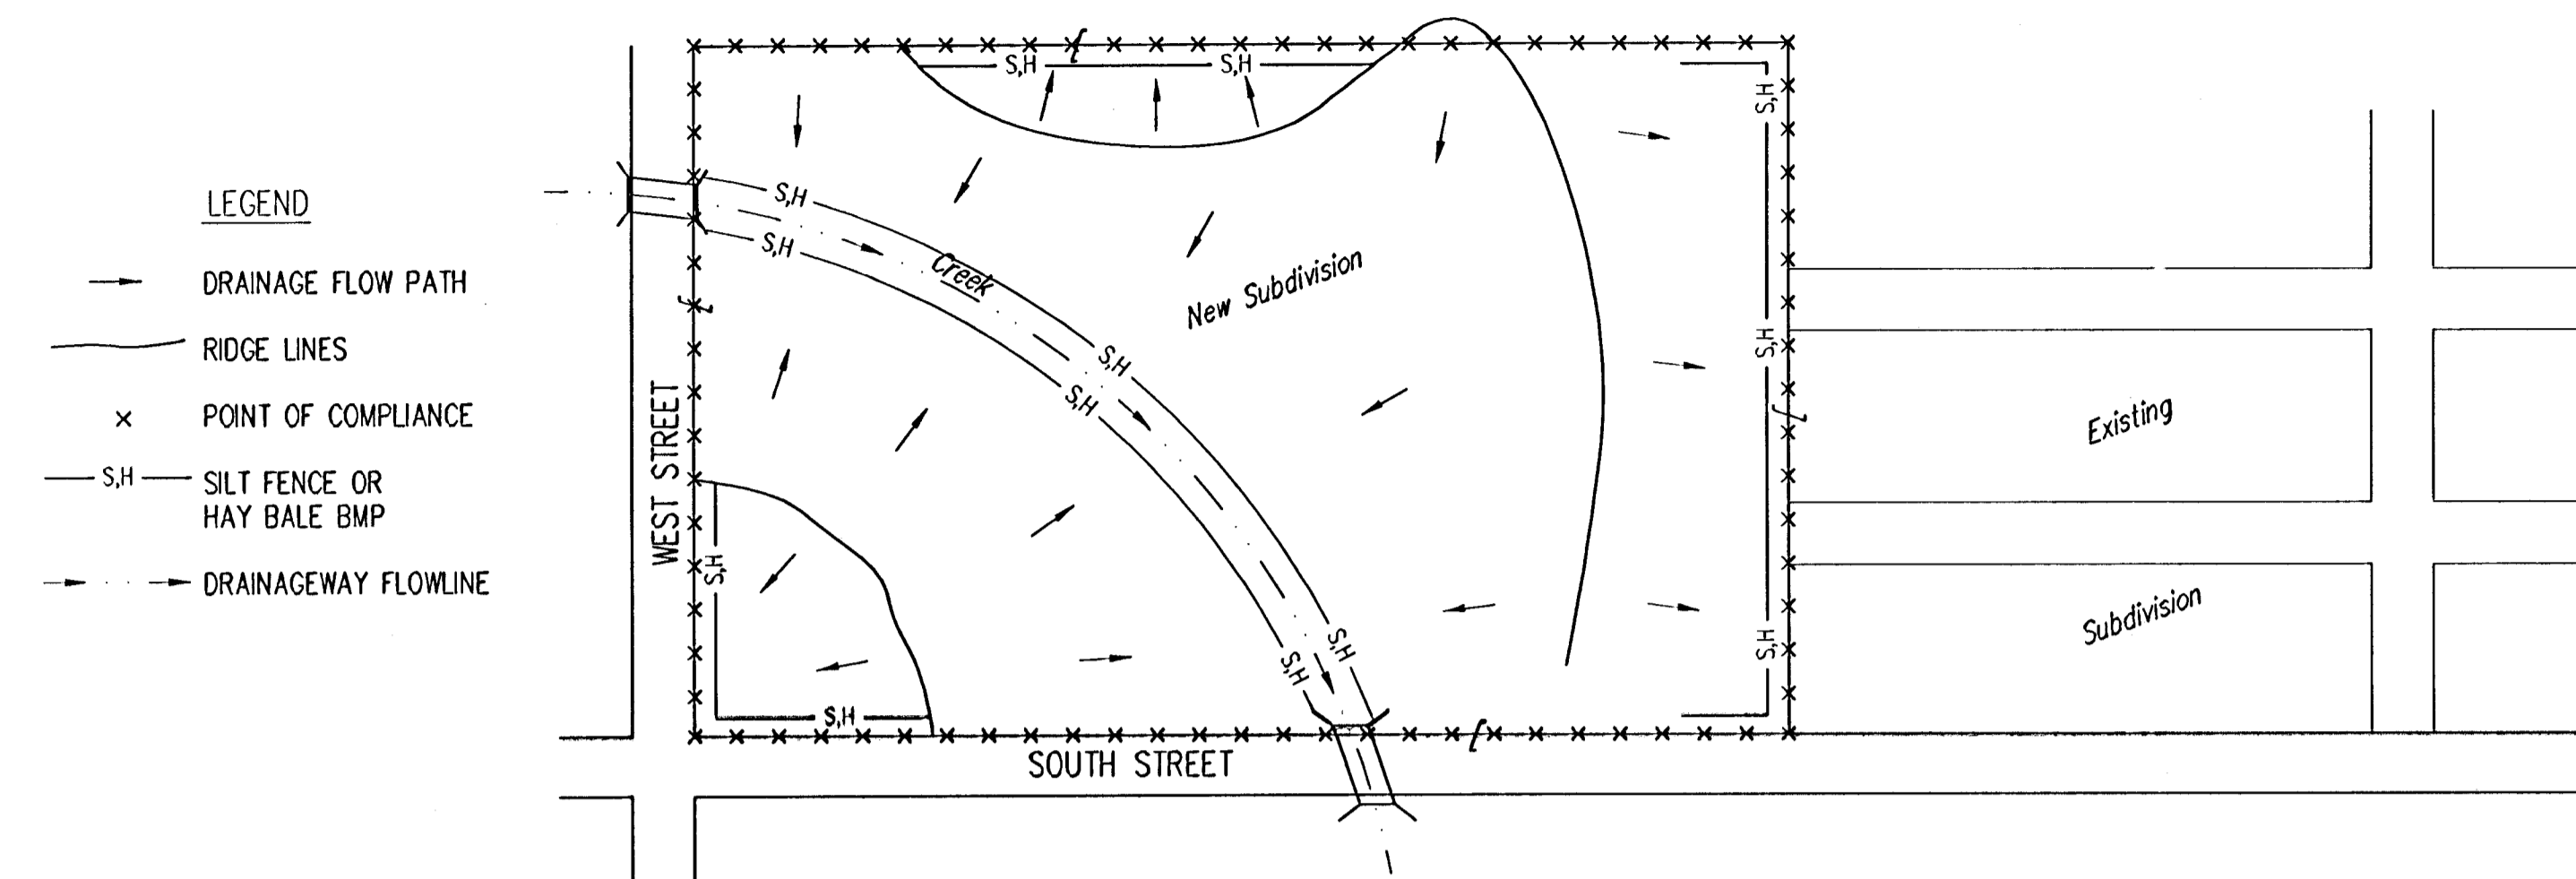 LEGEND
DRAINAGE FLOW PATH
RIDGE LINES
× POINT OF COMPLIANCE
S,H SILT FENCE OR
HAY BALE BMP
DRAINAGEWAY FLOWLINE
WEST STREET
SOUTH STREET
Creek
New Subdivision
Existing
Subdivision
S,H
S,H
S,H
S,H
S,H
S,H
S,H
S,H
S,H
S,H
S,H
S,H
S,H